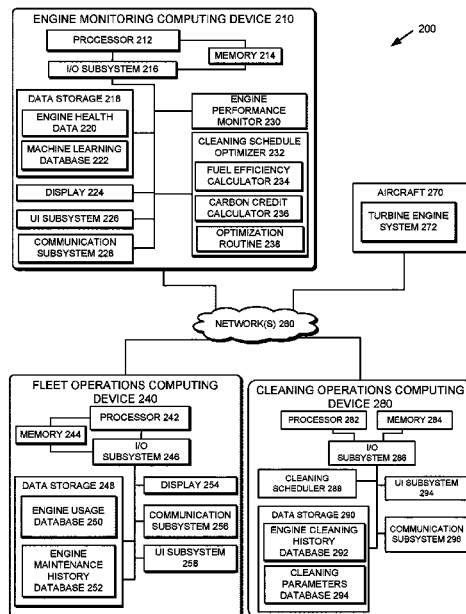 ENGINE MONITORING COMPUTING DEVICE 210
PROCESSOR 212
MEMORY 214
I/O SUBSYSTEM 216
200
DATA STORAGE 218
ENGINE HEALTH
DATA 220
MACHINE LEARNING
DATABASE 222
DISPLAY 224
UI SUBSYSTEM 226
COMMUNICATION
SUBSYSTEM 228
ENGINE
PERFORMANCE
MONITOR 230
CLEANING SCHEDULE
OPTIMIZER 232
FUEL EFFICIENCY
CALCULATOR 234
CARBON CREDIT
CALCULATOR 236
OPTIMIZATION
ROUTINE 238
AIRCRAFT 270
TURBINE ENGINE
SYSTEM 272
NETWORK(S) 260
FLEET OPERATIONS COMPUTING
DEVICE 240
PROCESSOR 242
MEMORY 244
I/O
SUBSYSTEM 246
DATA STORAGE 248
ENGINE USAGE
DATABASE 250
ENGINE
MAINTENANCE
HISTORY
DATABASE 252
DISPLAY 254
COMMUNICATION
SUBSYSTEM 256
UI SUBSYSTEM
258
CLEANING OPERATIONS COMPUTING
DEVICE 280
PROCESSOR 282
MEMORY 284
I/O
SUBSYSTEM 286
CLEANING
SCHEDULER 288
UI SUBSYSTEM
294
DATA STORAGE 290
ENGINE CLEANING
HISTORY
DATABASE 292
CLEANING
PARAMETERS
DATABASE 294
COMMUNICATION
SUBSYSTEM 296